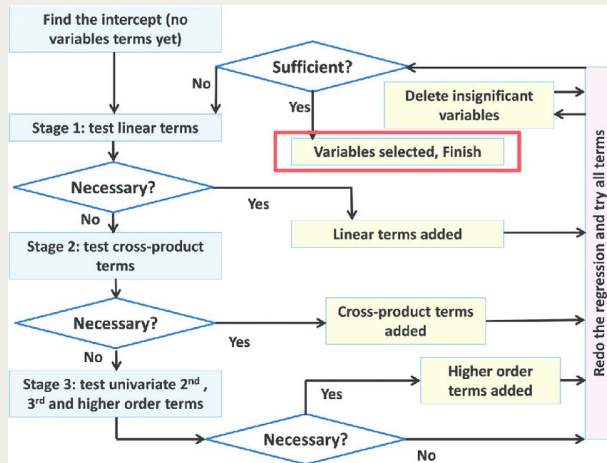 Find the intercept (no
variables terms yet)
Sufficient?
No
Yes
Delete insignificant
variables
Stage 1: test linear terms
Variables selected, Finish
Necessary?
Yes
No
Linear terms added
Stage 2: test cross-product
terms
Necessary?
Yes
No
Cross-product terms
added
Stage 3: test univariate 2nd ,
3rd and higher order terms
Yes
Higher order
terms added
Necessary?
No
Redo the regression and try all terms